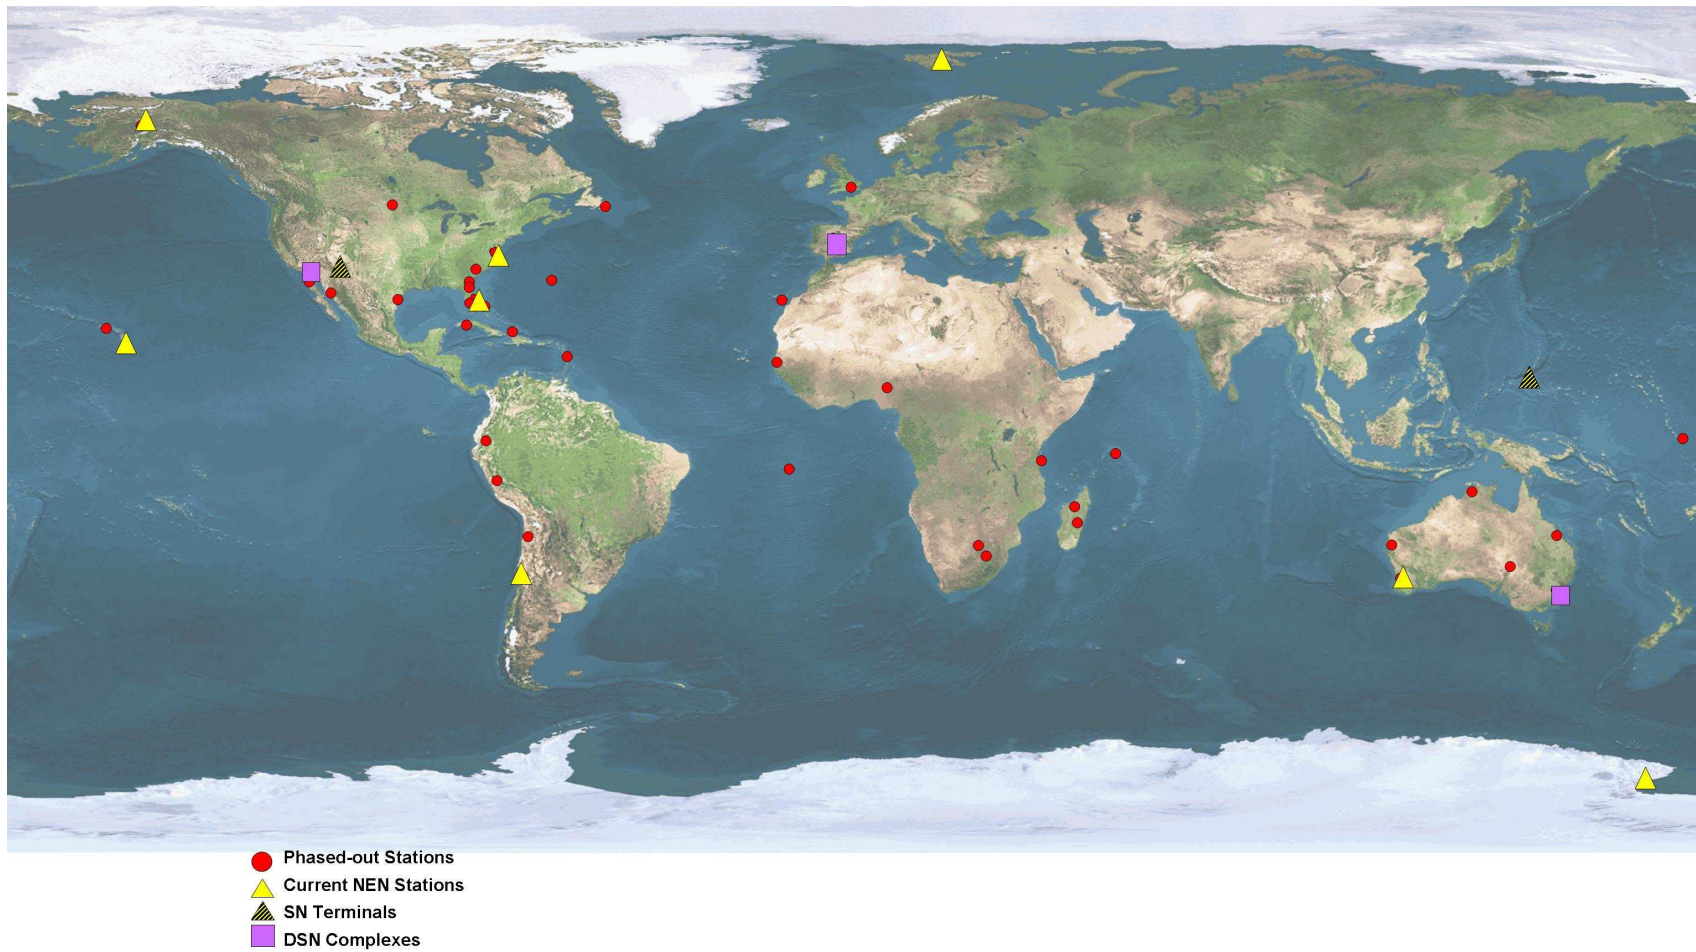 Phased-out Stations
Current NEN Stations
SN Terminals
DSN Complexes